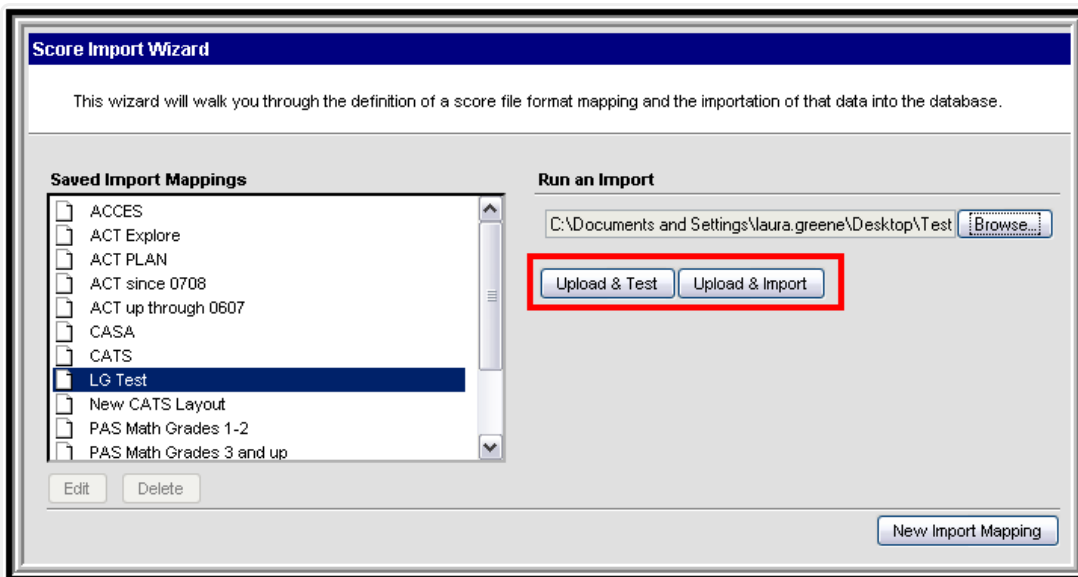 Score Import Wizard
This wizard will walk you through the definition of a score file format mapping and the importation of that data into the database.
Saved Import Mappings
ACCES
ACT Explore
ACT PLAN
ACT since 0708
ACT up through 0607
CASA
CATS
LG Test
New CATS Layout
PAS Math Grades 1-2
PAS Math Grades 3 and up
Edit Delete
Run an Import
C:\Documents and Settings\laura.greene\Desktop\Test Browse...
Upload & Test Upload & Import
New Import Mapping